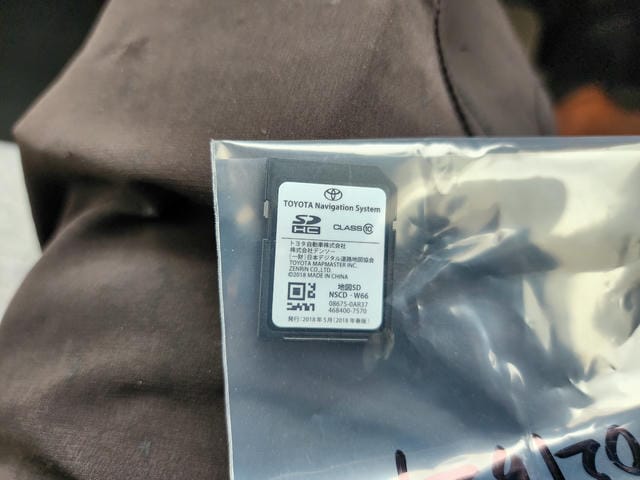 TOYOTA Navigation System
SD HC CLASS 10
トヨタ自動車株式会社
株式会社デンソー
(一財)日本デジタル道路地図協会
TOYOTA MAPMASTER INC.
ZENRIN CO.,LTD.
©2018 MADE IN CHINA
地図SD
NSCD-W66
08675-0AR37
468400-7570
発行:2018年5月(2018年春版)